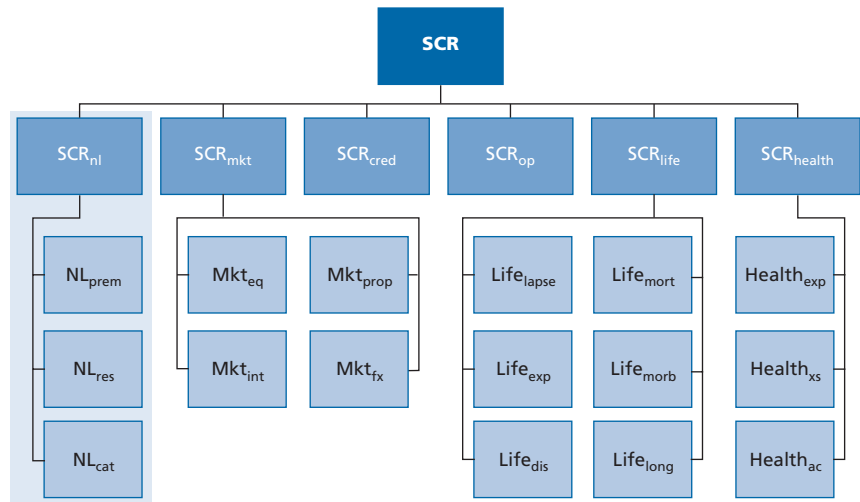 SCR
SCRnl
SCRmkt
SCRcred
SCRop
SCRlife
SCRhealth
NLprem
Mkteq
Mktprop
Lifelapse
Lifemort
Healthexp
NLres
Mktint
Mktfx
Lifeexp
Lifemorb
Healthxs
NLcat
Lifedis
Lifelong
Healthac